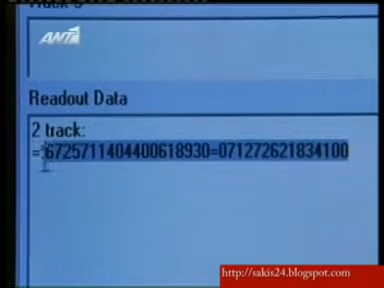 ANT1
Readout Data
2 track:
=:6725711404400618930=071272621834100
http://sakis24.blogspot.com